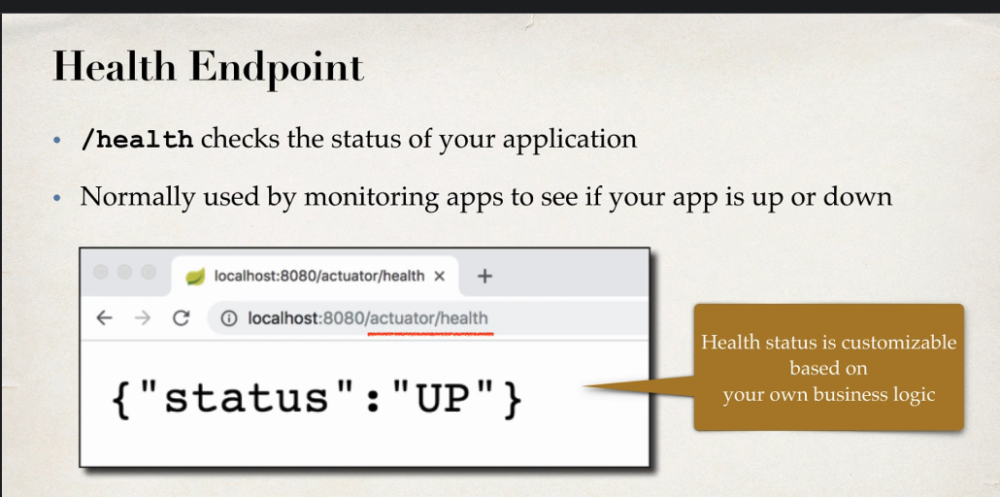 Health Endpoint
• /health checks the status of your application
• Normally used by monitoring apps to see if your app is up or down
localhost:8080/actuator/health × +
localhost:8080/actuator/health
{"status":"UP"}
Health status is customizable
based on
your own business logic